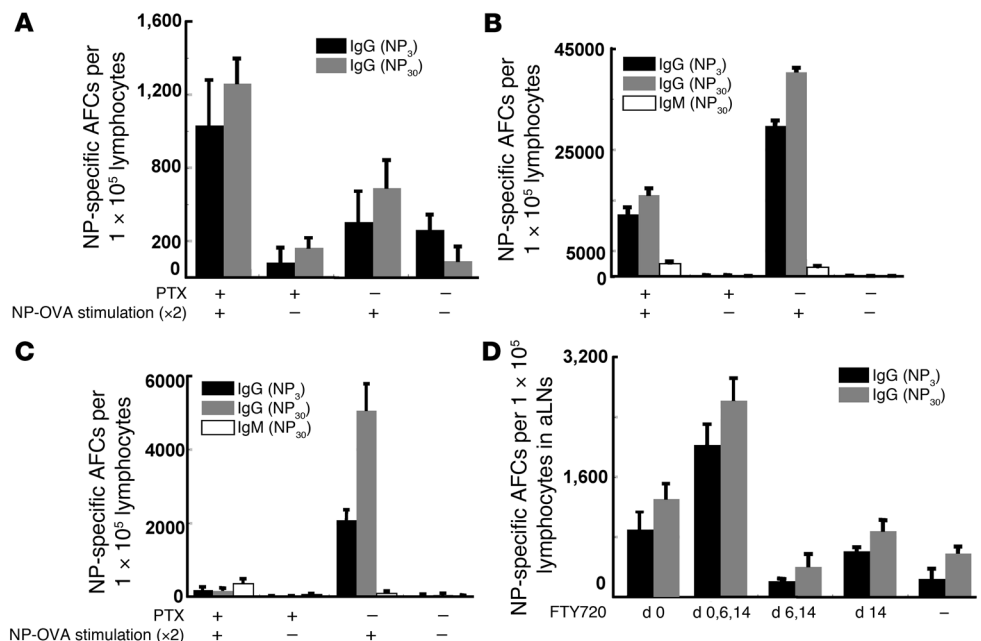 A
NP-specific AFCs per
1 × 10⁵ lymphocytes
1,600
1,200
800
200
0
IgG (NP₃)
IgG (NP₃₀)
PTX + + – –
NP-OVA stimulation (×2) + – + –
B
NP-specific AFCs per
1 × 10⁵ lymphocytes
45000
25000
5000
0
IgG (NP₃)
IgG (NP₃₀)
IgM (NP₃₀)
+ + – –
+ – + –
C
NP-specific AFCs per
1 × 10⁵ lymphocytes
6000
4000
2000
0
IgG (NP₃)
IgG (NP₃₀)
IgM (NP₃₀)
PTX + + – –
NP-OVA stimulation (×2) + – + –
D
NP-specific AFCs per 1 × 10⁵
lymphocytes in aLNs
3,200
1,600
0
IgG (NP₃)
IgG (NP₃₀)
FTY720 d 0 d 0,6,14 d 6,14 d 14 –